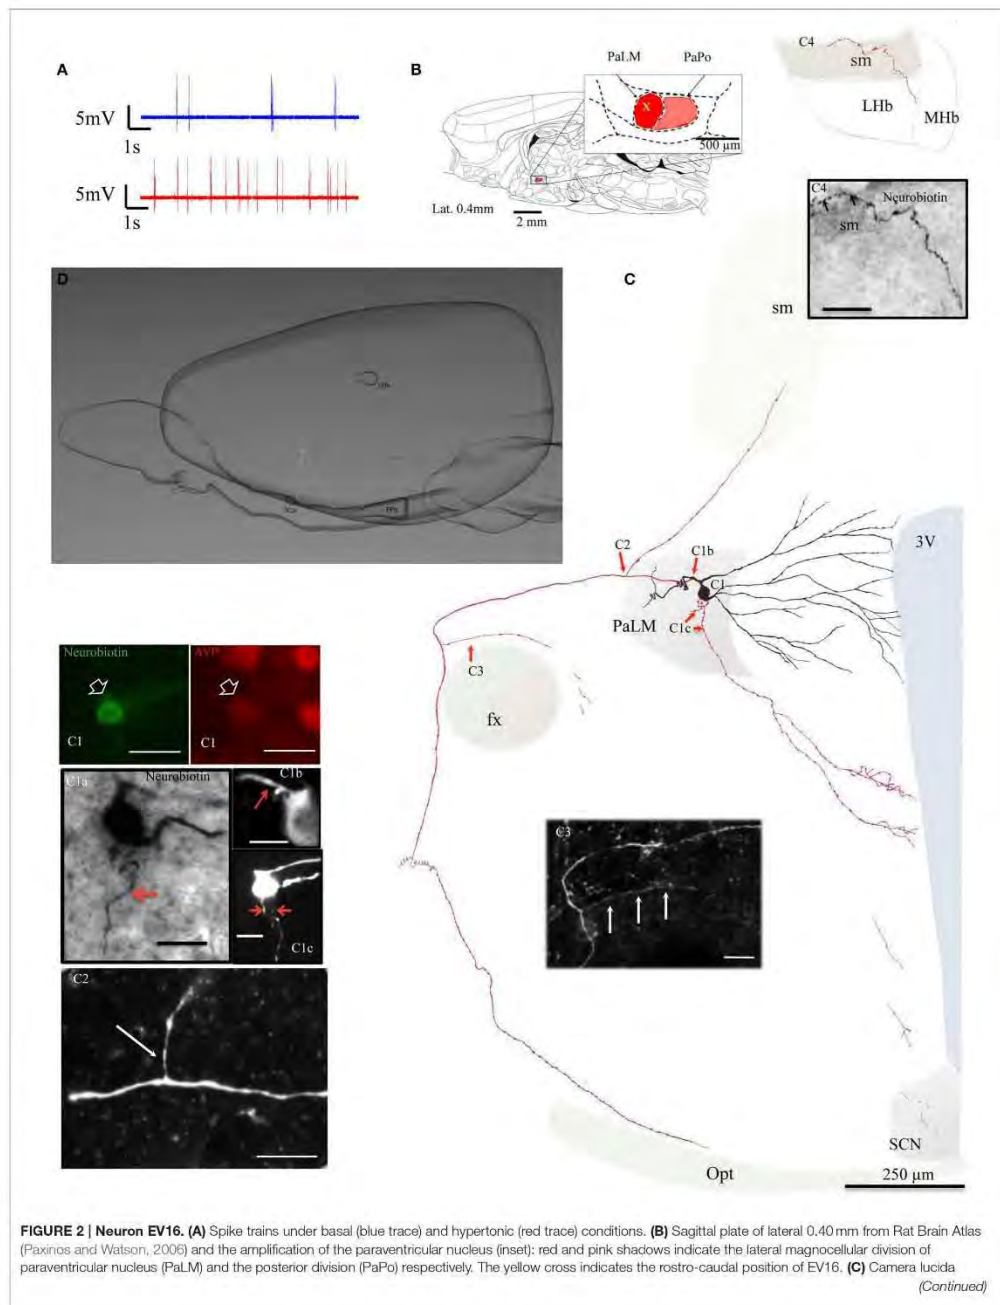 A
5mV
1s
5mV
1s
B
PaLM
PaPo
X
500 µm
Lat. 0.4mm
2 mm
C4
sm
LHb
MHb
C4
Neurobiotin
sm
D
C
sm
3V
C2
C1b
C1
PaLM
C1c
C3
fx
Neurobiotin
AVP
C1
C1
C1a
Neurobiotin
C1b
C1c
C3
C2
SCN
Opt
250 µm
FIGURE 2 | Neuron EV16. (A) Spike trains under basal (blue trace) and hypertonic (red trace) conditions. (B) Sagittal plate of lateral 0.40 mm from Rat Brain Atlas
(Paxinos and Watson, 2006) and the amplification of the paraventricular nucleus (inset): red and pink shadows indicate the lateral magnocellular division of
paraventricular nucleus (PaLM) and the posterior division (PaPo) respectively. The yellow cross indicates the rostro-caudal position of EV16. (C) Camera lucida
(Continued)